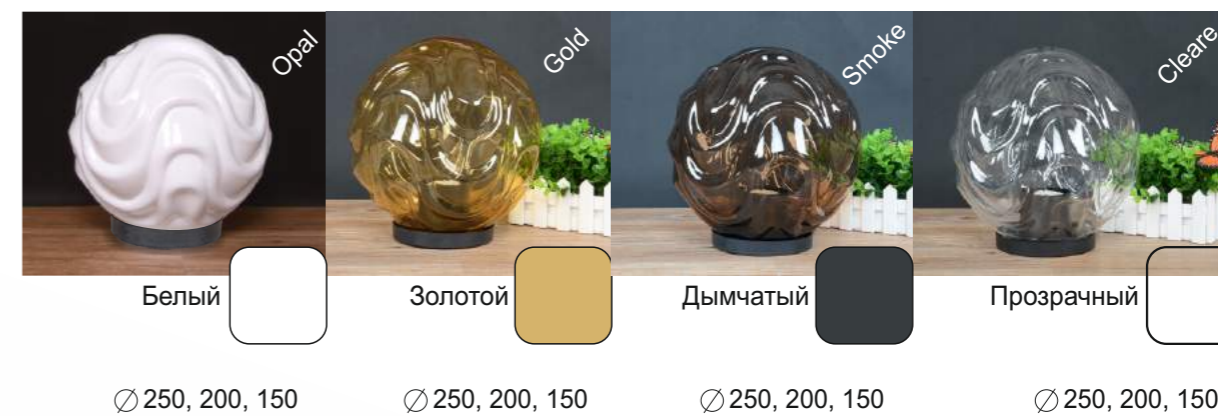 Opal
Gold
Smoke
Cleare
Белый
Золотой
Дымчатый
Прозрачный
∅ 250, 200, 150
∅ 250, 200, 150
∅ 250, 200, 150
∅ 250, 200, 150